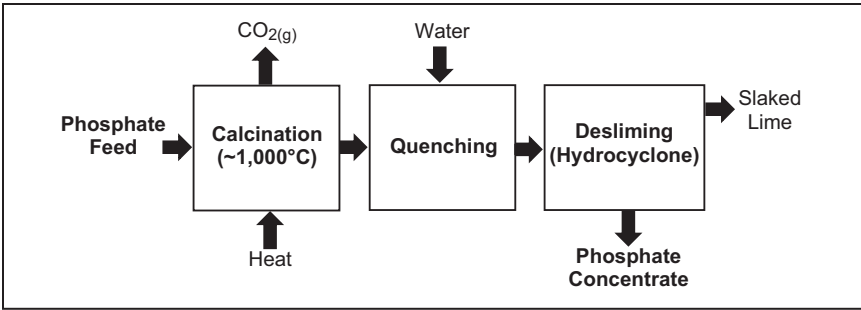 CO2(g)
Water
Phosphate
Feed
Calcination
(~1,000°C)
Quenching
Desliming
(Hydrocyclone)
Slaked
Lime
Heat
Phosphate
Concentrate